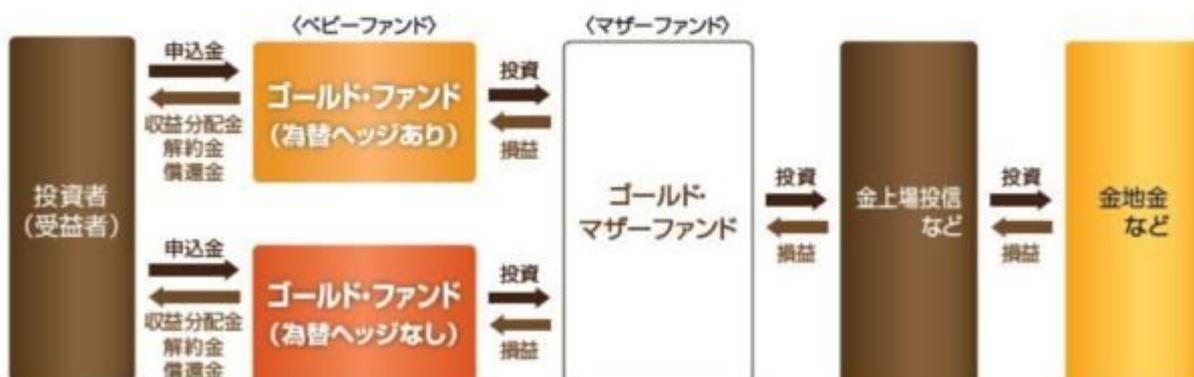 〈ベビーファンド〉
〈マザーファンド〉
投資者
（受益者）
申込金
収益分配金
解約金
償還金
ゴールド・ファンド
（為替ヘッジあり）
投資
損益
申込金
収益分配金
解約金
償還金
ゴールド・ファンド
（為替ヘッジなし）
投資
損益
ゴールド・
マザーファンド
投資
損益
金上場投信
など
投資
損益
金地金
など